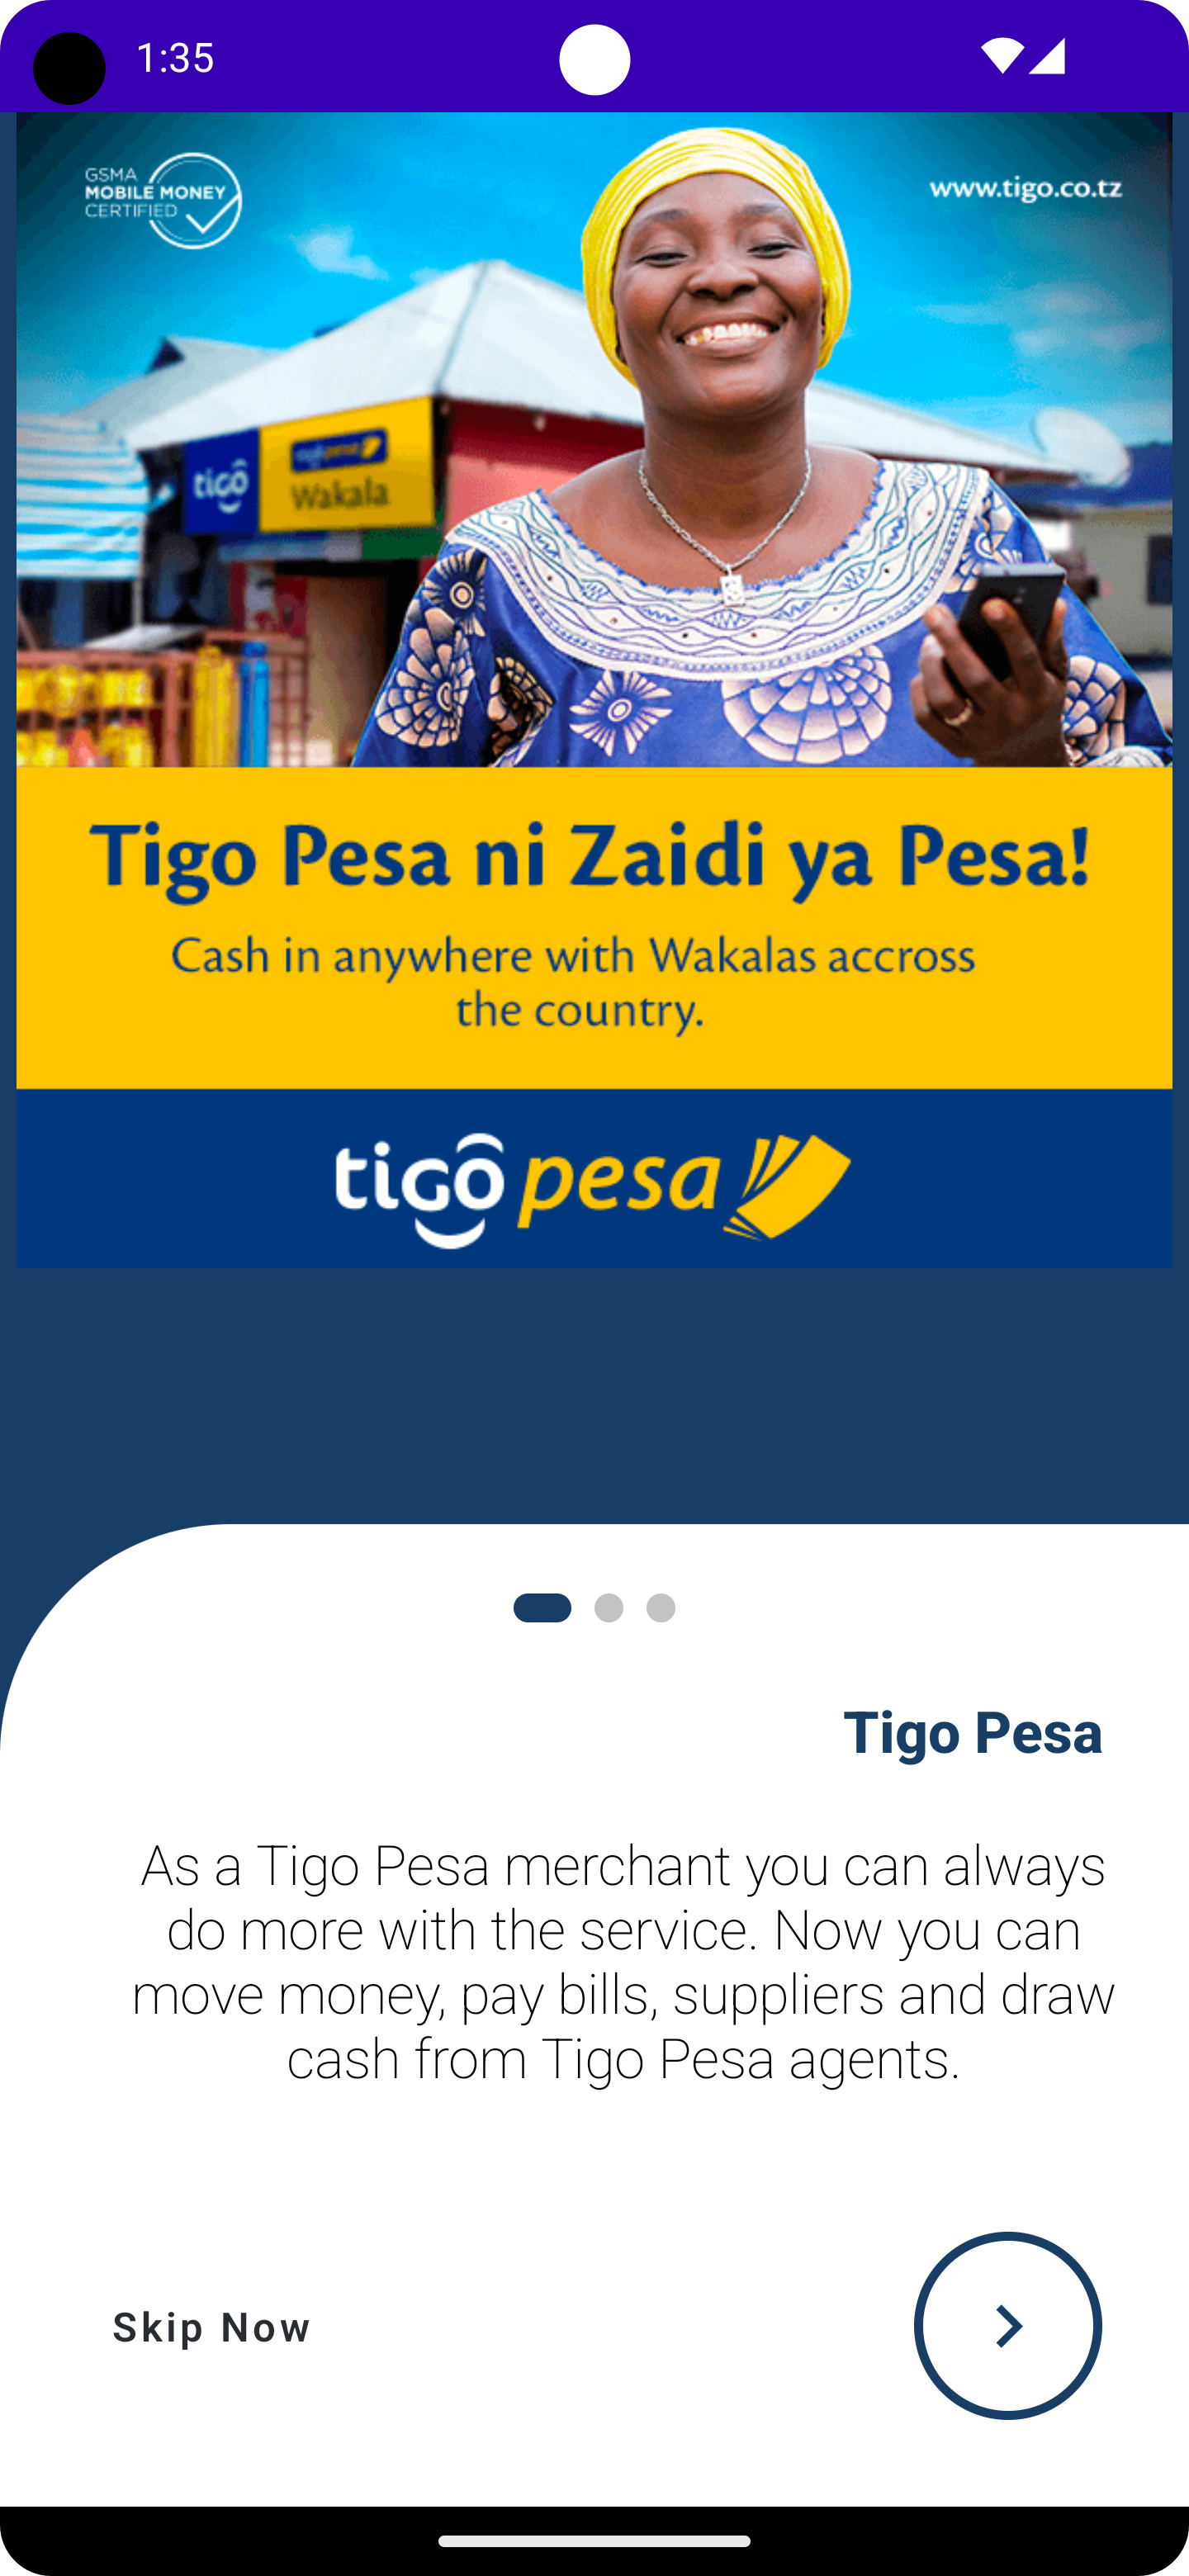 1:35
GSMA
MOBILE MONEY
CERTIFIED
www.tigo.co.tz
tigo
tigo pesa
Wakala
Tigo Pesa ni Zaidi ya Pesa!
Cash in anywhere with Wakalas accross
the country.
tigo pesa
Tigo Pesa
As a Tigo Pesa merchant you can always
do more with the service. Now you can
move money, pay bills, suppliers and draw
cash from Tigo Pesa agents.
Skip Now